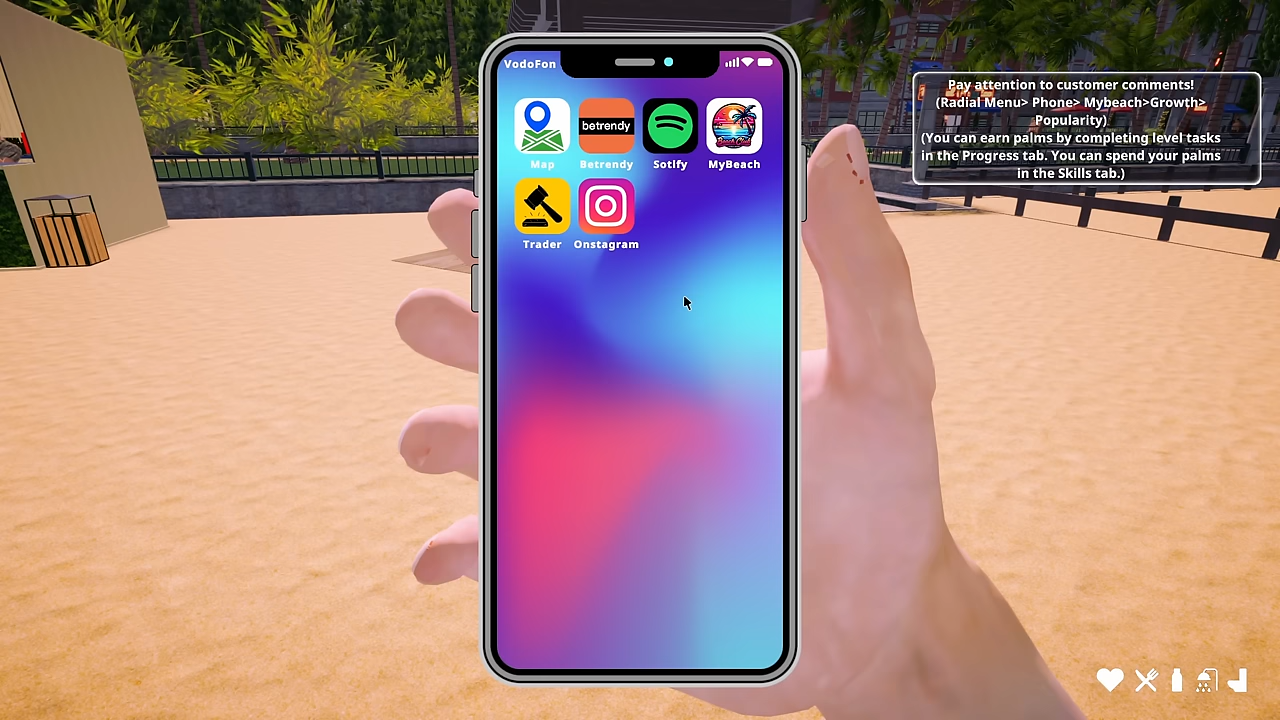 VodoFon
betrendy
Map
Betrendy
Sotify
MyBeach
Trader
Onstagram
Pay attention to customer comments!
(Radial Menu> Phone> Mybeach>Growth>
Popularity)
(You can earn palms by completing level tasks
in the Progress tab. You can spend your palms
in the Skills tab.)